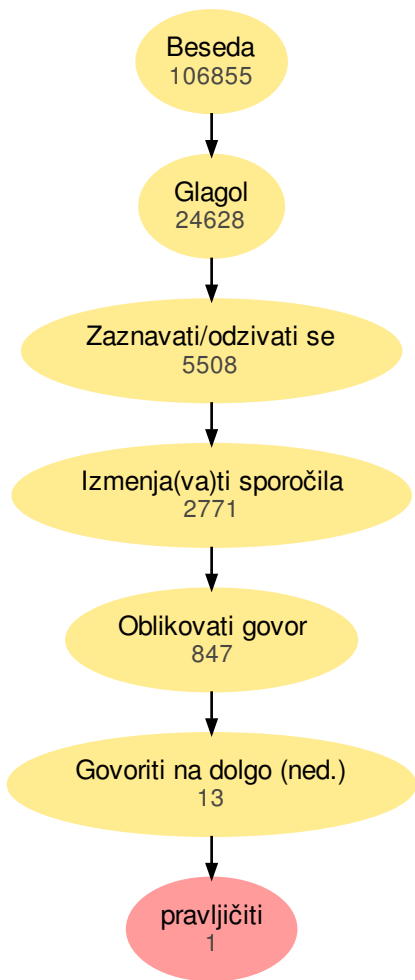 Beseda
106855
Glagol
24628
Zaznavati/odzivati se
5508
Izmenja(va)ti sporočila
2771
Oblikovati govor
847
Govoriti na dolgo (ned.)
13
pravljičiti
1